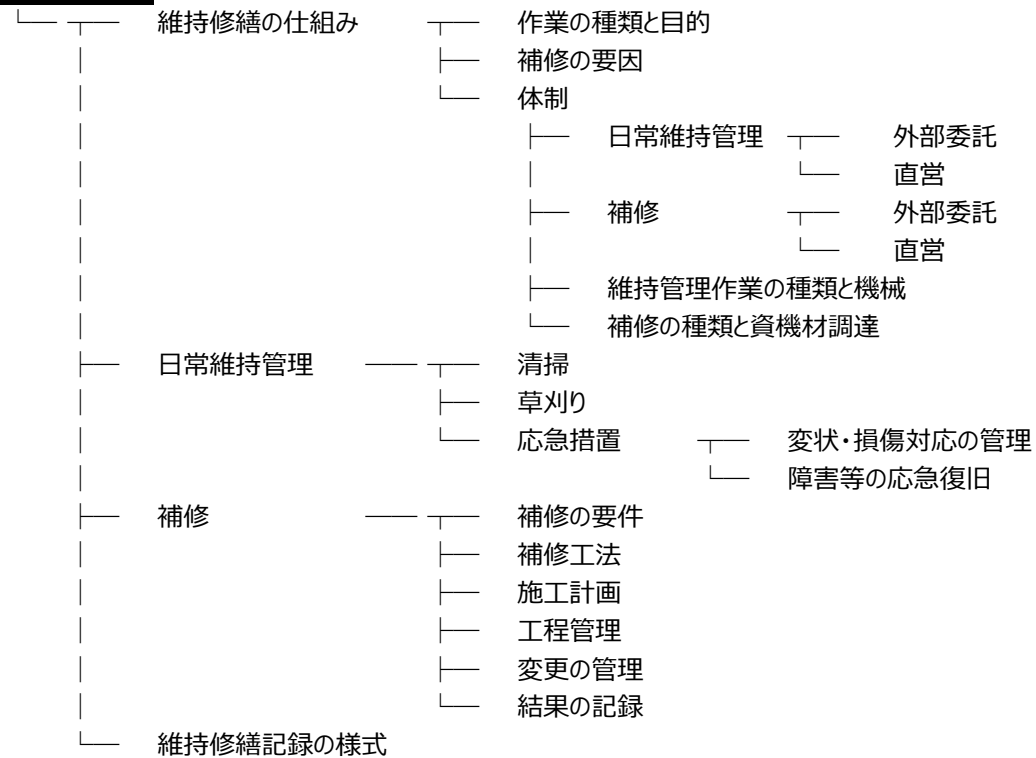 維持修繕の仕組み 作業の種類と目的
補修の要因
体制
日常維持管理 外部委託
直営
補修 外部委託
直営
維持管理作業の種類と機械
補修の種類と資機材調達
日常維持管理 清掃
草刈り
応急措置 変状・損傷対応の管理
障害等の応急復旧
補修 補修の要件
補修工法
施工計画
工程管理
変更の管理
結果の記録
維持修繕記録の様式